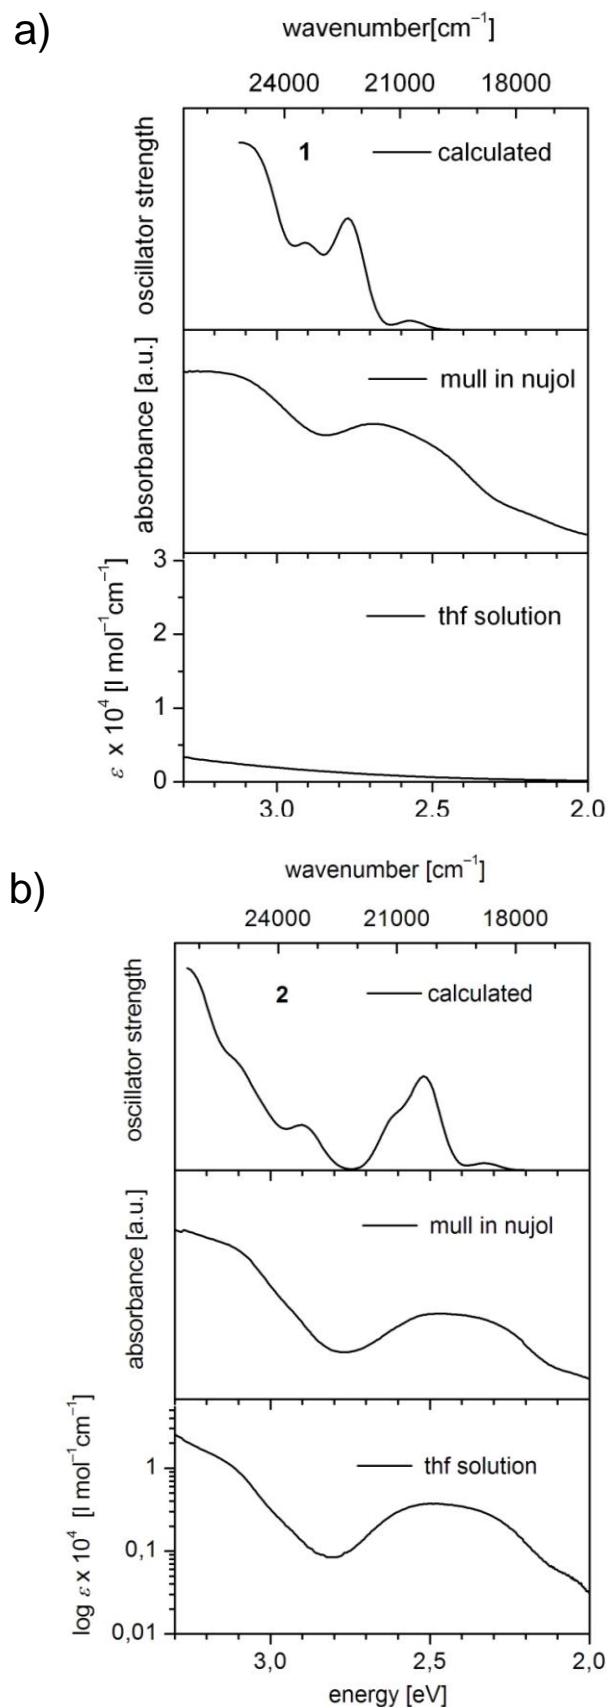 a)
wavenumber[cm⁻¹]
24000 21000 18000
oscillator strength
1 calculated
absorbance [a.u.]
mull in nujol
ε x 10⁴ [l mol⁻¹cm⁻¹]
3
2
1
0
thf solution
3.0 2.5 2.0
b)
wavenumber [cm⁻¹]
24000 21000 18000
oscillator strength
2 calculated
absorbance [a.u.]
mull in nujol
log ε x 10⁴ [l mol⁻¹cm⁻¹]
1
0,1
0,01
thf solution
3,0 2,5 2,0
energy [eV]